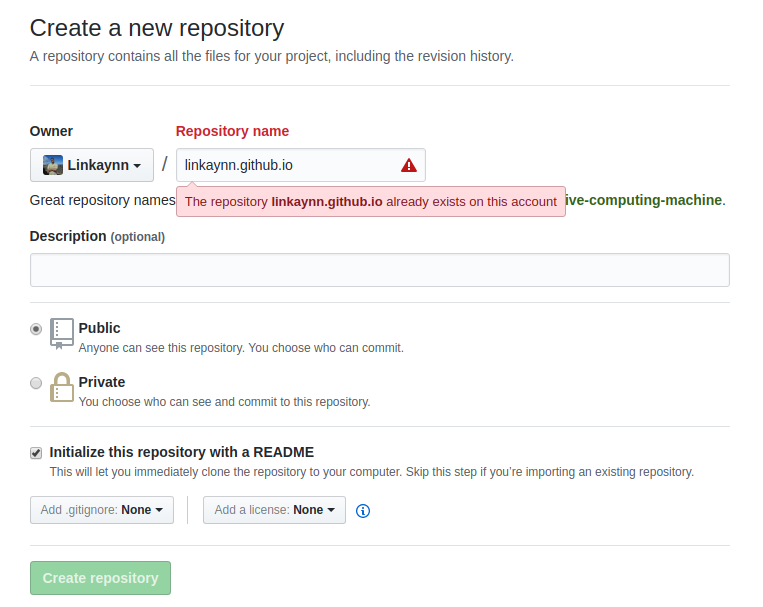 Create a new repository
A repository contains all the files for your project, including the revision history.
Owner
Repository name
Linkaynn / linkaynn.github.io
Great repository names
The repository linkaynn.github.io already exists on this account
ive-computing-machine.
Description (optional)
Public
Anyone can see this repository. You choose who can commit.
Private
You choose who can see and commit to this repository.
Initialize this repository with a README
This will let you immediately clone the repository to your computer. Skip this step if you’re importing an existing repository.
Add .gitignore: None
Add a license: None
Create repository